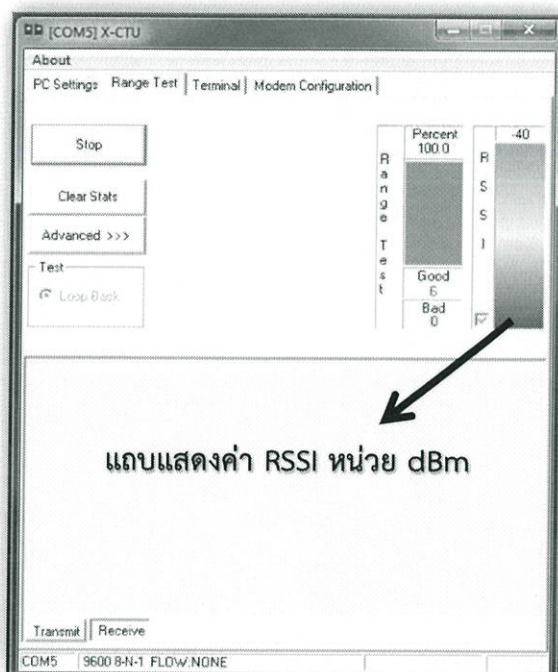 [COM5] X-CTU
About
PC Settings Range Test Terminal Modem Configuration
Stop
Clear Stats
Advanced >>>
Test
Loop Back
Range Test
Percent
100.0
Good
6
Bad
0
RSSI
-40
แถบแสดงค่า RSSI หน่วย dBm
Transmit Receive
COM5 9600 8-N-1 FLOW:NONE